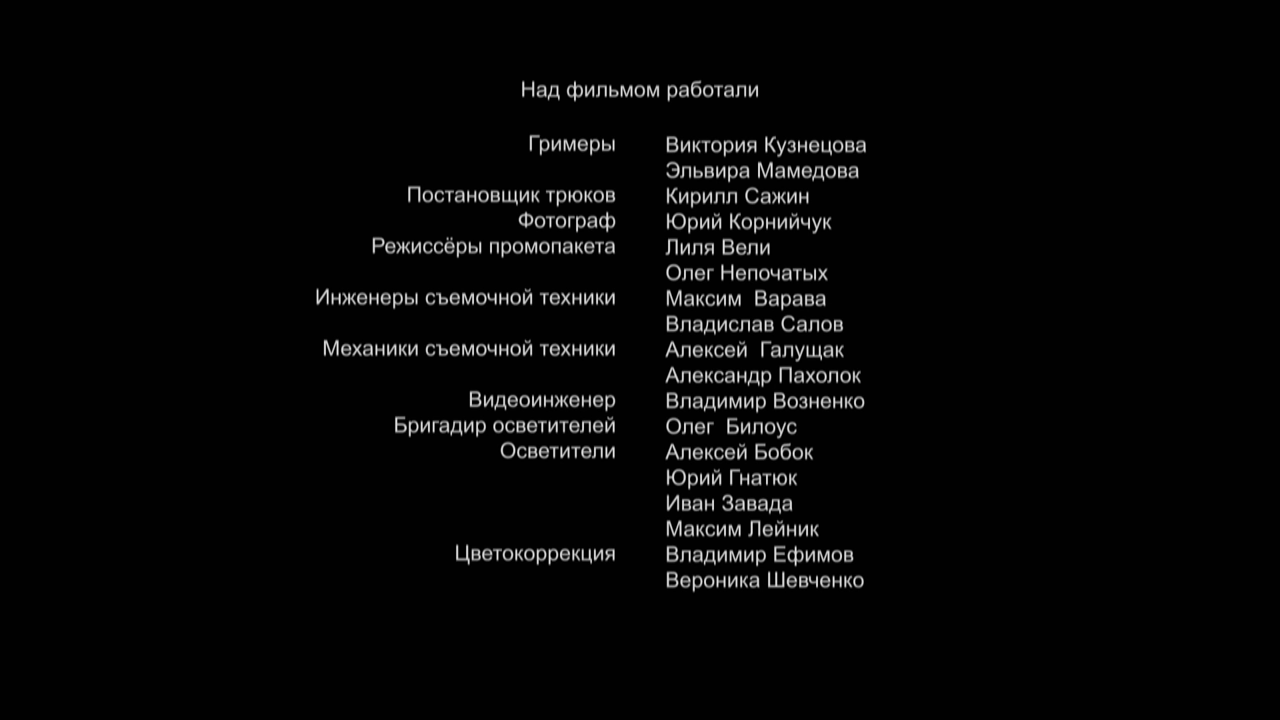 Над фильмом работали
Гримеры Виктория Кузнецова
Эльвира Мамедова
Постановщик трюков Кирилл Сажин
Фотограф Юрий Корнийчук
Режиссёры промопакета Лиля Вели
Олег Непочатых
Инженеры съемочной техники Максим  Варава
Владислав Салов
Механики съемочной техники Алексей  Галущак
Александр Пахолок
Видеоинженер Владимир Возненко
Бригадир осветителей Олег  Билоус
Осветители Алексей Бобок
Юрий Гнатюк
Иван Завада
Максим Лейник
Цветокоррекция Владимир Ефимов
Вероника Шевченко